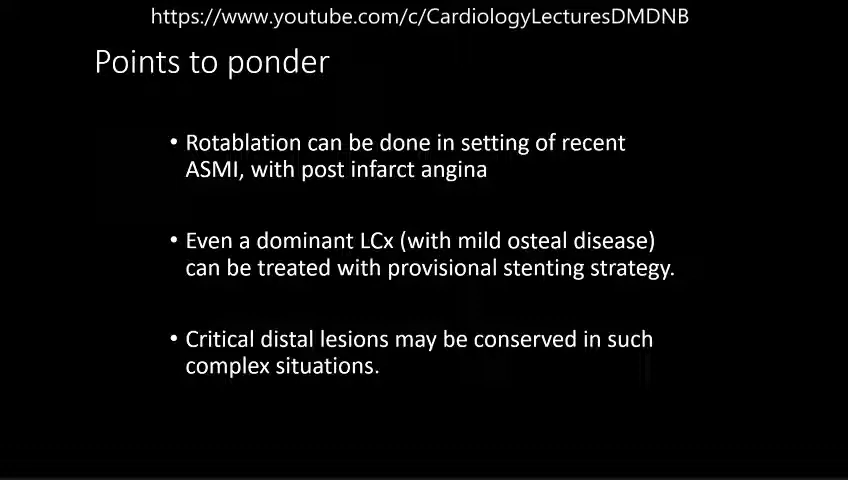 https://www.youtube.com/c/CardiologyLecturesDMDNB
Points to ponder
• Rotablation can be done in setting of recent
ASMI, with post infarct angina
• Even a dominant LCx (with mild osteal disease)
can be treated with provisional stenting strategy.
• Critical distal lesions may be conserved in such
complex situations.